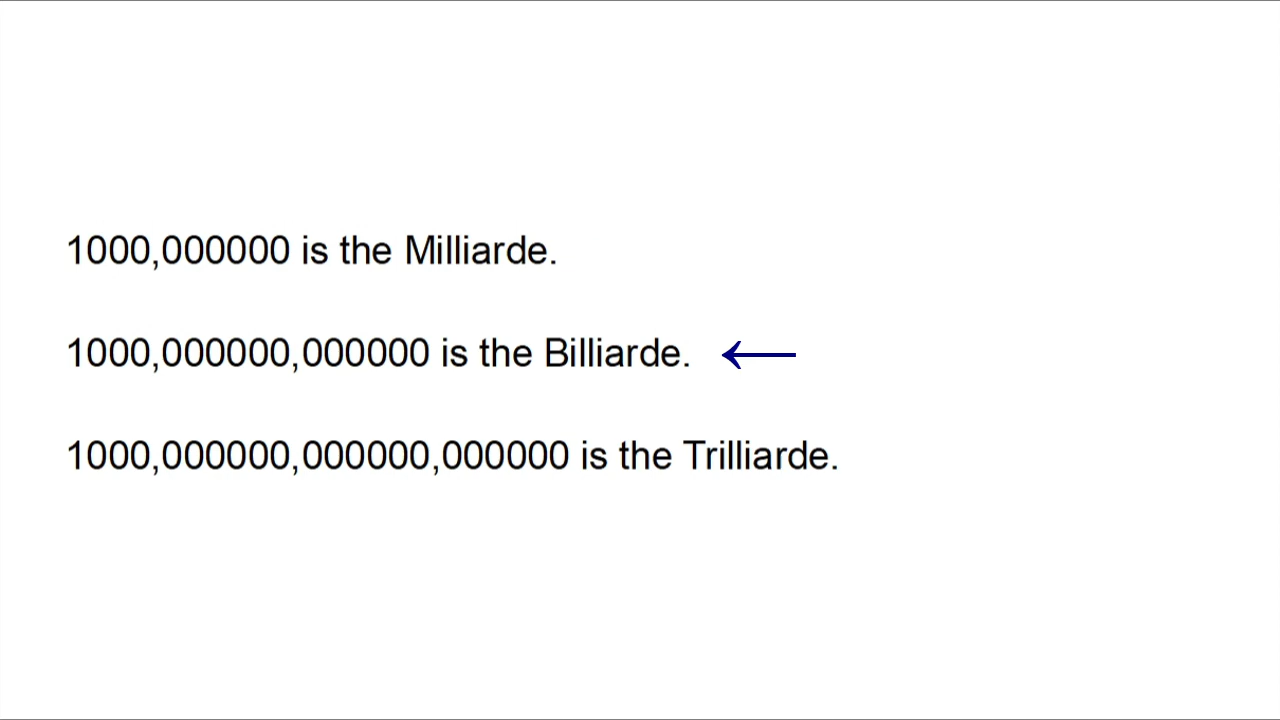 1000,000000 is the Milliarde.
1000,000000,000000 is the Billiarde.
1000,000000,000000,000000 is the Trilliarde.